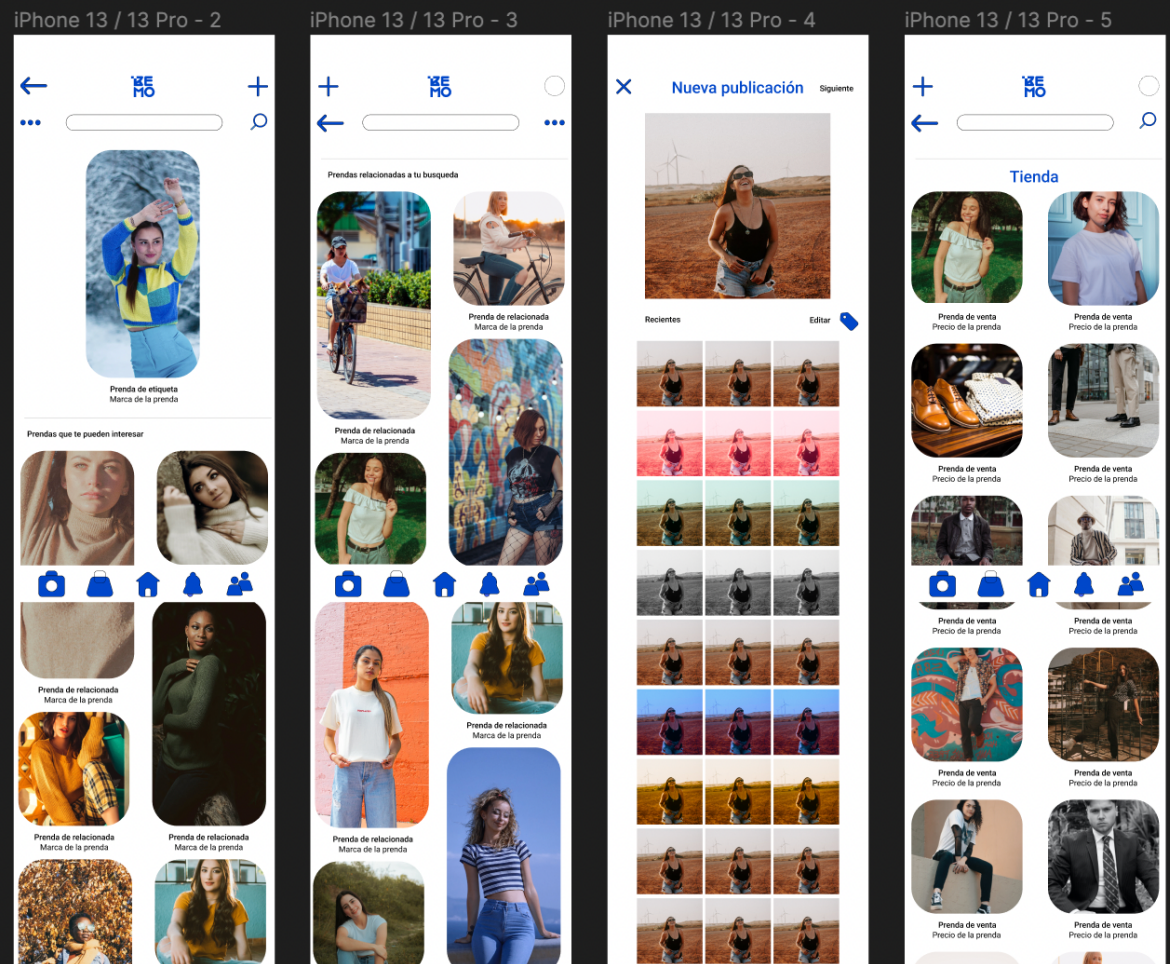 iPhone 13 / 13 Pro - 2
BE
MO
Prenda de etiqueta
Marca de la prenda
Prendas que te pueden interesar
Prenda de relacionada
Marca de la prenda
Prenda de relacionada
Marca de la prenda
Prenda de relacionada
Marca de la prenda
iPhone 13 / 13 Pro - 3
BE
MO
Prendas relacionadas a tu busqueda
Prenda de relacionada
Marca de la prenda
Prenda de relacionada
Marca de la prenda
Prenda de relacionada
Marca de la prenda
Prenda de relacionada
Marca de la prenda
iPhone 13 / 13 Pro - 4
Nueva publicación
Siguiente
Recientes
Editar
iPhone 13 / 13 Pro - 5
BE
MO
Tienda
Prenda de venta
Precio de la prenda
Prenda de venta
Precio de la prenda
Prenda de venta
Precio de la prenda
Prenda de venta
Precio de la prenda
Prenda de venta
Precio de la prenda
Prenda de venta
Precio de la prenda
Prenda de venta
Precio de la prenda
Prenda de venta
Precio de la prenda
Prenda de venta
Precio de la prenda
Prenda de venta
Precio de la prenda